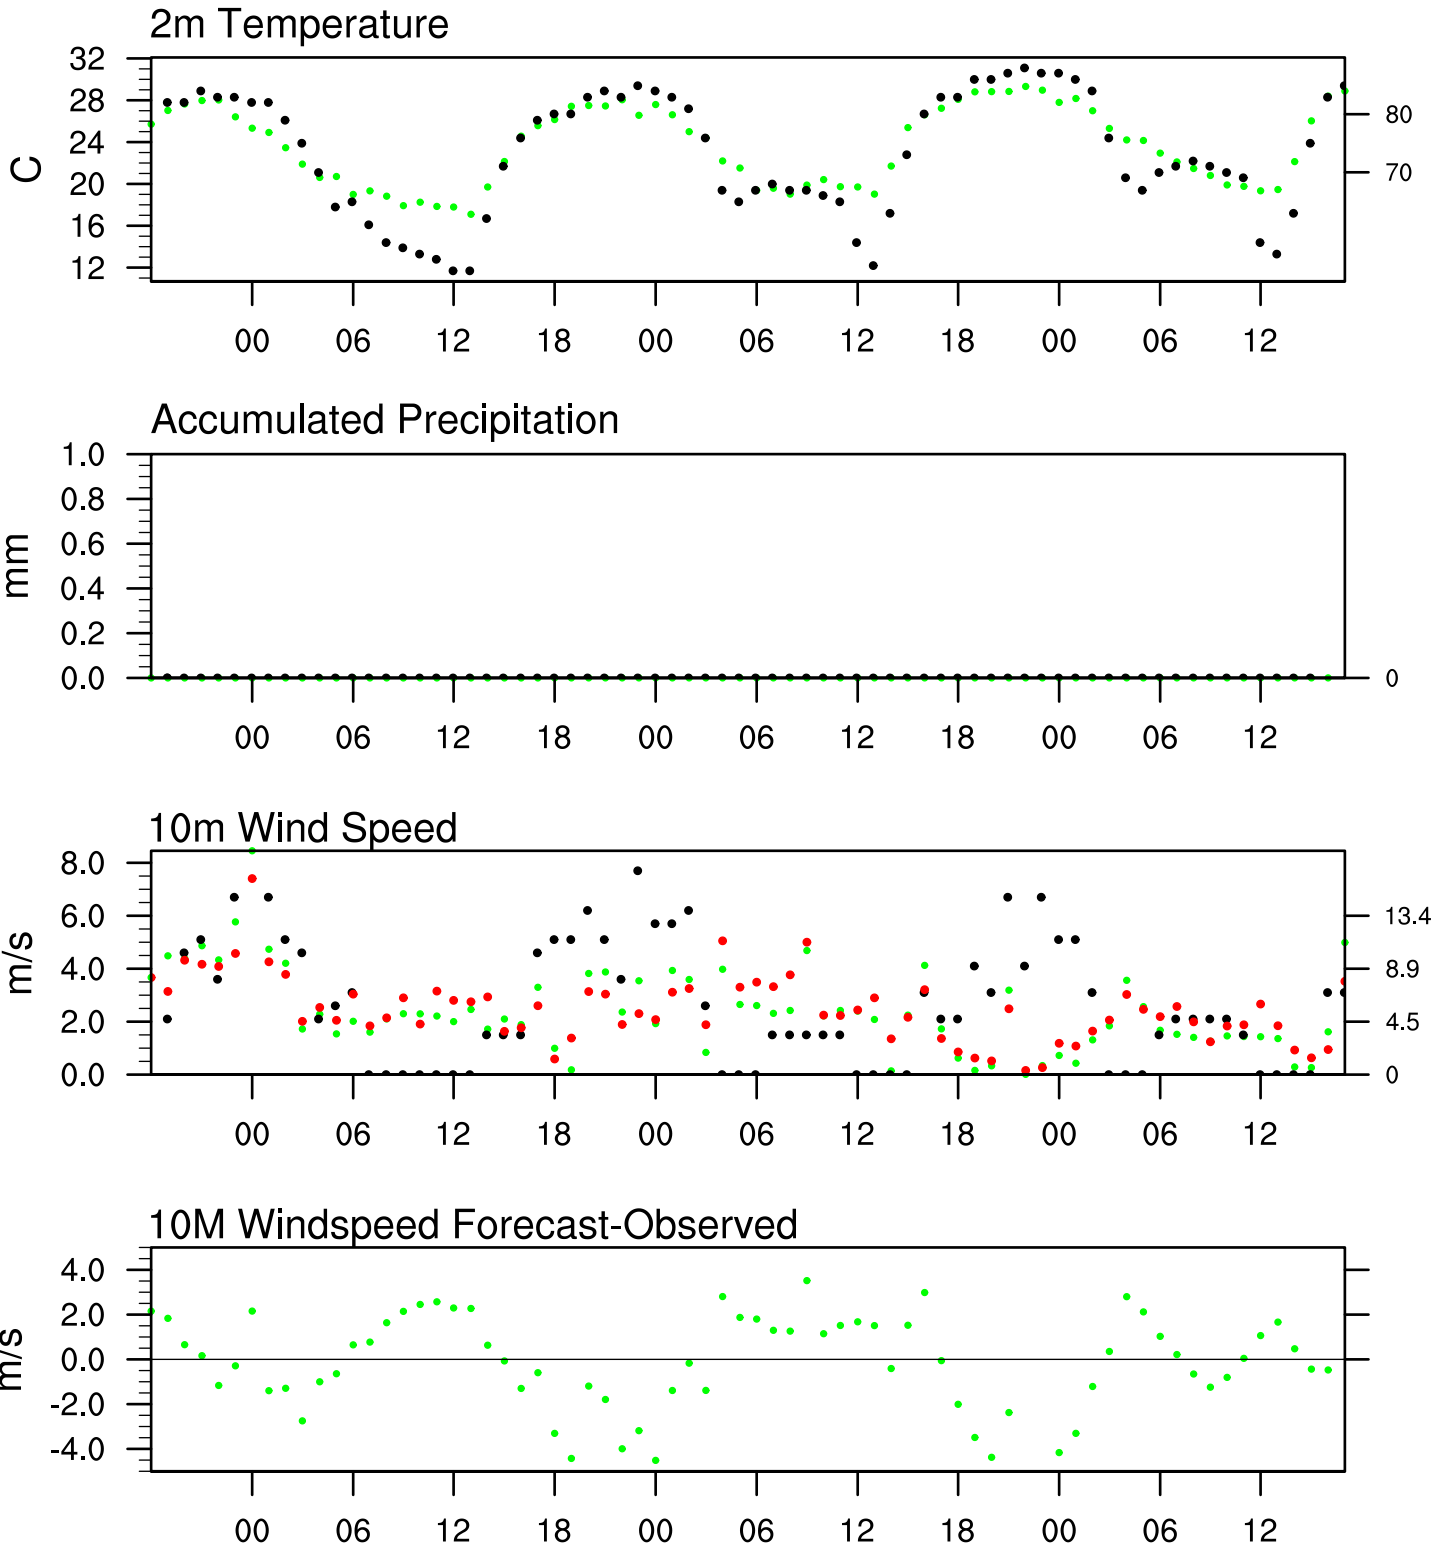 2m Temperature
32
28
24
20
16
12
C
80
70
00 06 12 18 00 06 12 18 00 06 12
Accumulated Precipitation
1.0
0.8
0.6
0.4
0.2
0.0
mm
0
00 06 12 18 00 06 12 18 00 06 12
10m Wind Speed
8.0
6.0
4.0
2.0
0.0
m/s
13.4
8.9
4.5
0
00 06 12 18 00 06 12 18 00 06 12
10M Windspeed Forecast-Observed
4.0
2.0
0.0
-2.0
-4.0
m/s
00 06 12 18 00 06 12 18 00 06 12